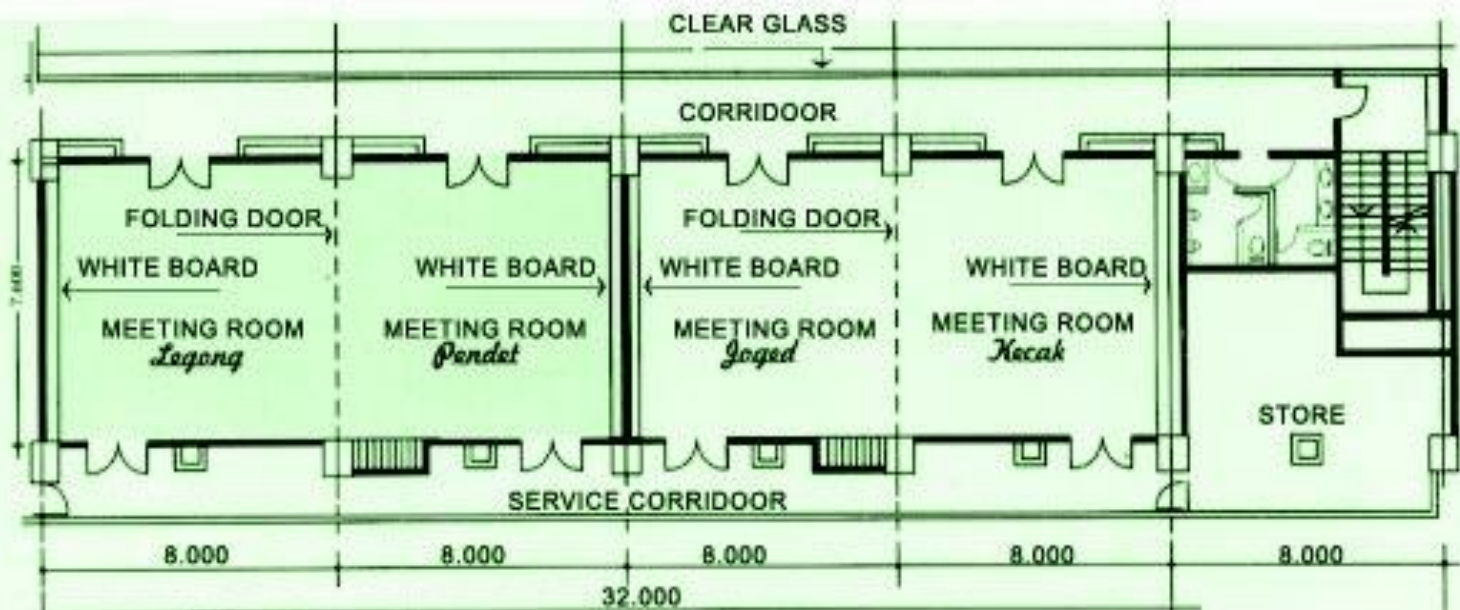 CLEAR GLASS
CORRIDOOR
FOLDING DOOR
FOLDING DOOR
WHITE BOARD
WHITE BOARD
WHITE BOARD
WHITE BOARD
7.600
MEETING ROOM
Legong
MEETING ROOM
Pendet
MEETING ROOM
Joged
MEETING ROOM
Kecak
STORE
SERVICE CORRIDOOR
8.000
8.000
8.000
8.000
8.000
32.000